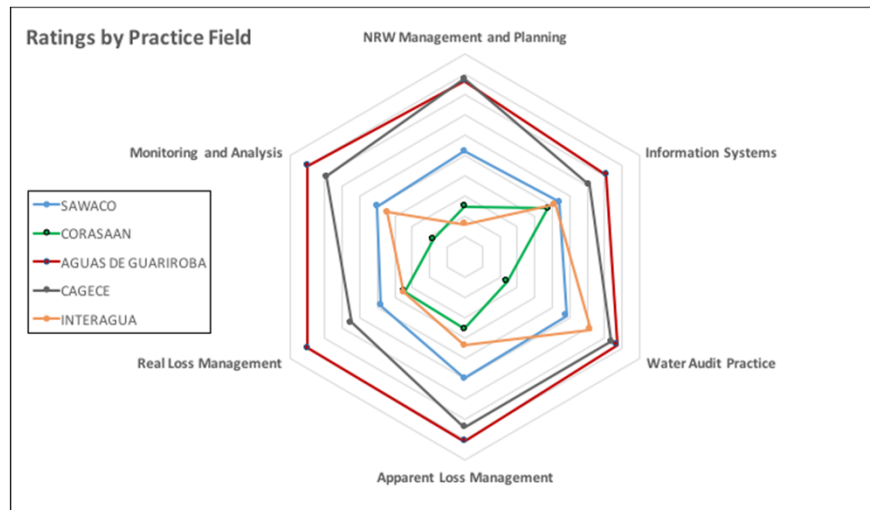 Ratings by Practice Field
NRW Management and Planning
Monitoring and Analysis
Information Systems
SAWACO
CORASAAN
AGUAS DE GUARIROBA
CAGECE
INTERAGUA
Real Loss Management
Water Audit Practice
Apparent Loss Management